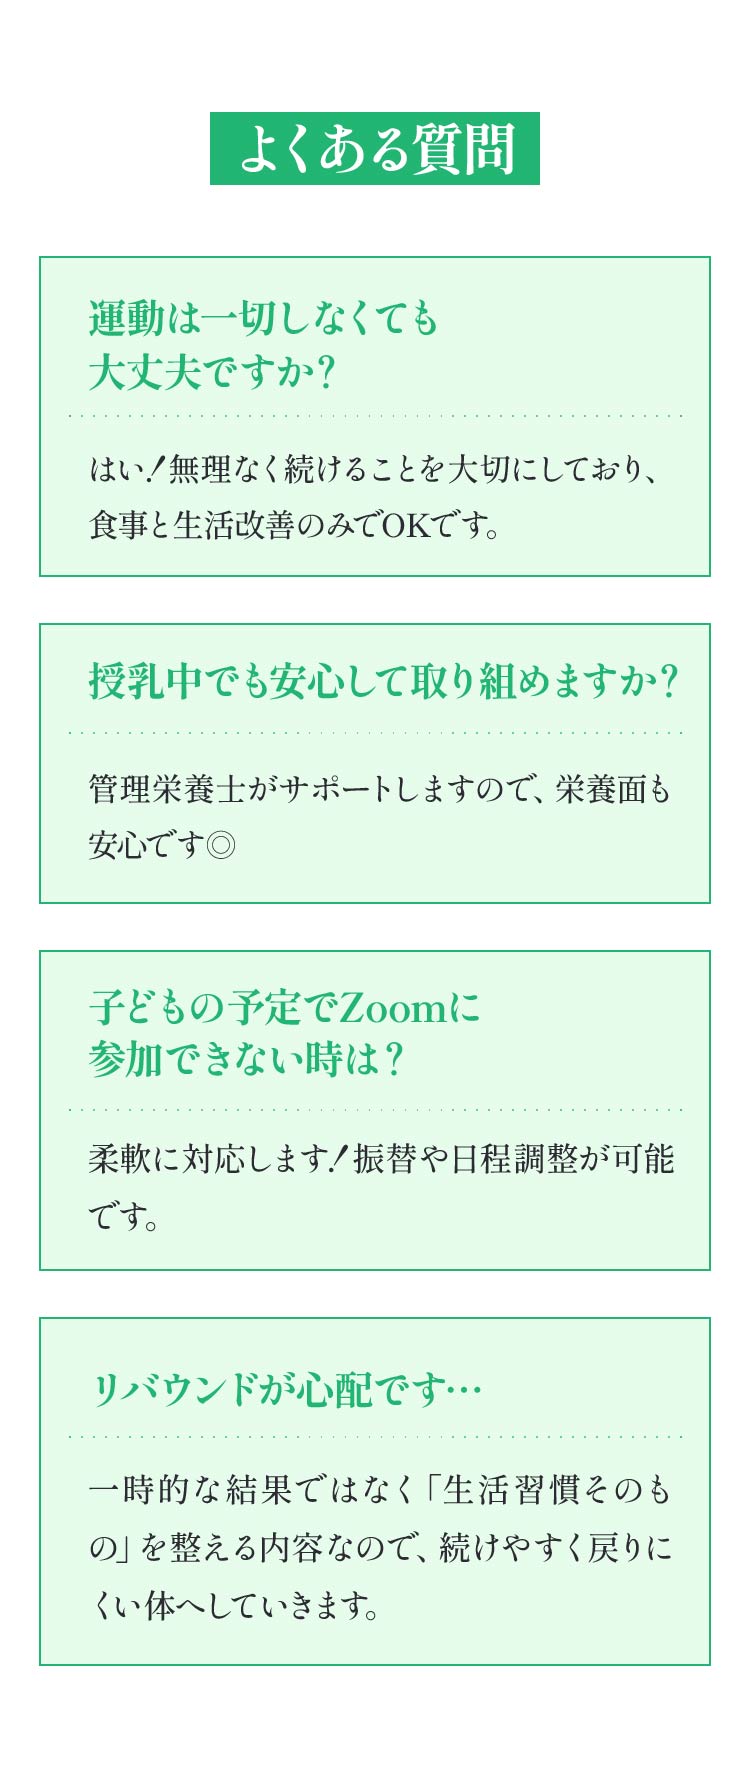 よくある質問
運動は一切しなくても
大丈夫ですか？
はい！無理なく続けることを大切にしており、
食事と生活改善のみでOKです。
授乳中でも安心して取り組めますか？
管理栄養士がサポートしますので、栄養面も
安心です◎
子どもの予定でZoomに
参加できない時は？
柔軟に対応します！振替や日程調整が可能
です。
リバウンドが心配です…
一時的な結果ではなく「生活習慣そのも
の」を整える内容なので、続けやすく戻りに
くい体へしていきます。